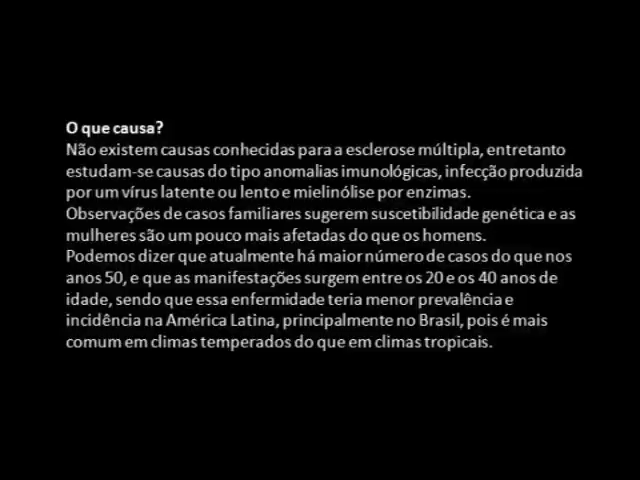 O que causa?
Não existem causas conhecidas para a esclerose múltipla, entretanto
estudam-se causas do tipo anomalias imunológicas, infecção produzida
por um vírus latente ou lento e mielinólise por enzimas.
Observações de casos familiares sugerem suscetibilidade genética e as
mulheres são um pouco mais afetadas do que os homens.
Podemos dizer que atualmente há maior número de casos do que nos
anos 50, e que as manifestações surgem entre os 20 e os 40 anos de
idade, sendo que essa enfermidade teria menor prevalência e
incidência na América Latina, principalmente no Brasil, pois é mais
comum em climas temperados do que em climas tropicais.